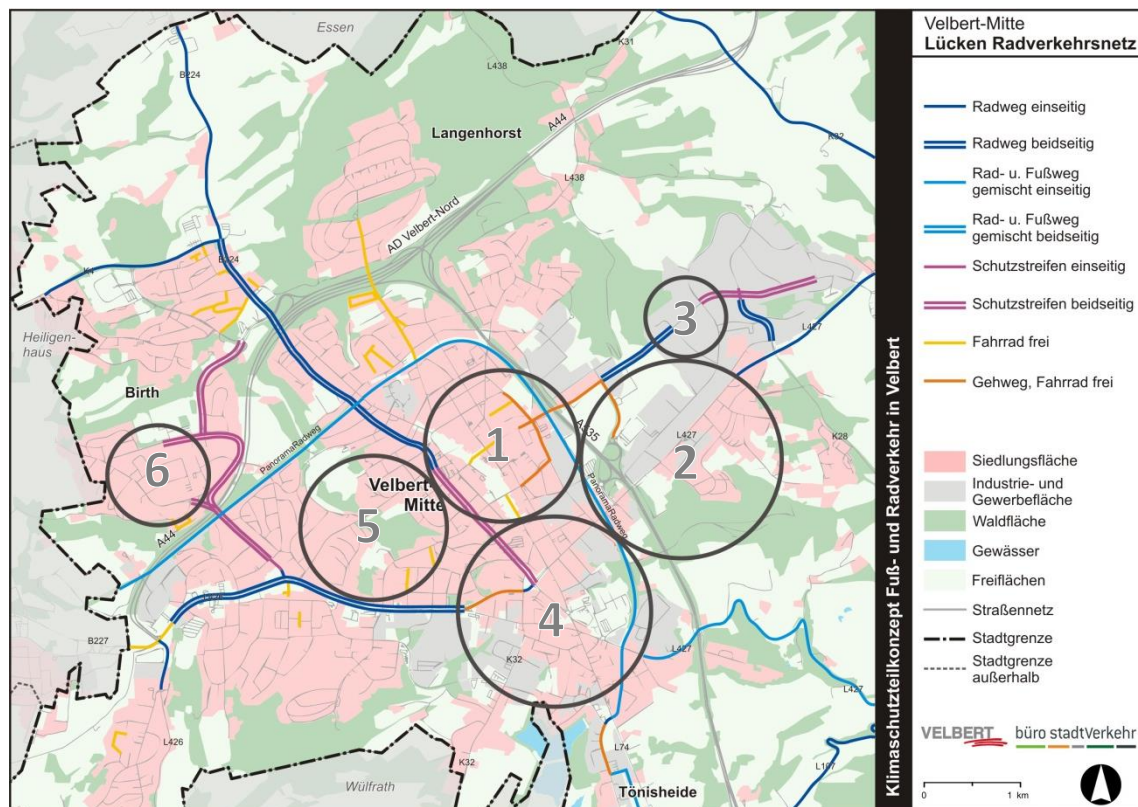 Essen
K31
L438
B224
Langenhorst
A44
K32
L438
AD Velbert-Nord
B224
K1
3
L427
Heiligen-
haus
Birth
PanoramaRadweg
1
A535
L427
K28
6
2
Velbert-
Mitte
PanoramaRadweg
5
A44
4
B227
K32
L427
L427
L426
L74
K32
L107
Wülfrath
Tönisheide
Klimaschutzteilkonzept Fuß- und Radverkehr in Velbert
Velbert-Mitte
Lücken Radverkehrsnetz
Radweg einseitig
Radweg beidseitig
Rad- u. Fußweg
gemischt einseitig
Rad- u. Fußweg
gemischt beidseitig
Schutzstreifen einseitig
Schutzstreifen beidseitig
Fahrrad frei
Gehweg, Fahrrad frei
Siedlungsfläche
Industrie- und
Gewerbefläche
Waldfläche
Gewässer
Freiflächen
Straßennetz
Stadtgrenze
Stadtgrenze
außerhalb
VELBERT
büro stadtVerkehr
0 1 km